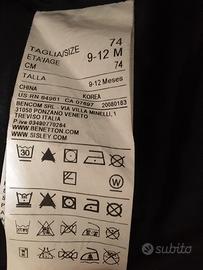 TAGLIA/SIZE 74
ETA'/AGE 9-12 M
CM 74
TALLA 9-12 Meses
CHINA KOREA
US RN 84961 CA 07697 20080183
BENCOM SRL - VIA VILLA MINELLI, 1
31050 PONZANO VENETO
TREVISO ITALIA
P.iva 03490770264
WWW.BENETTON.COM
WWW.SISLEY.COM
30
W
subito